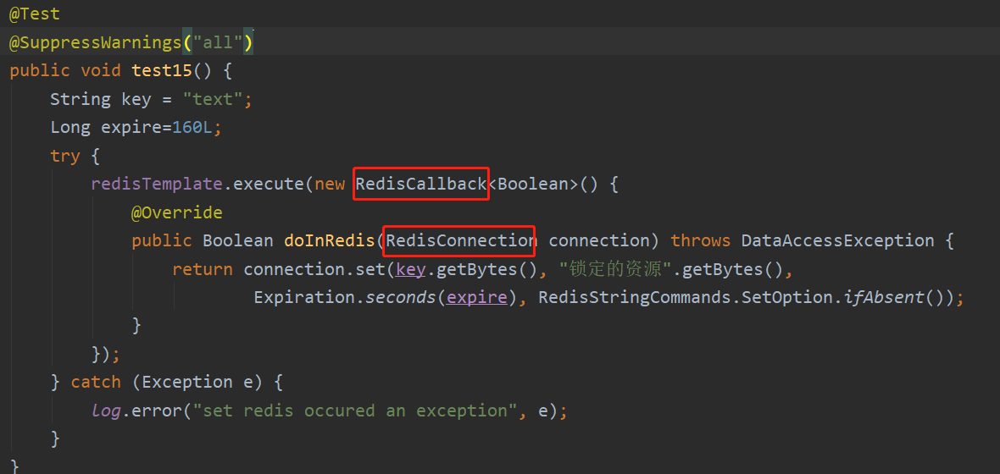 @Test
@SuppressWarnings("all")
public void test15() {
String key = "text";
Long expire=160L;
try {
redisTemplate.execute(new RedisCallback<Boolean>() {
@Override
public Boolean doInRedis(RedisConnection connection) throws DataAccessException {
return connection.set(key.getBytes(), "锁定的资源".getBytes(),
Expiration.seconds(expire), RedisStringCommands.SetOption.ifAbsent());
}
});
} catch (Exception e) {
log.error("set redis occured an exception", e);
}
}